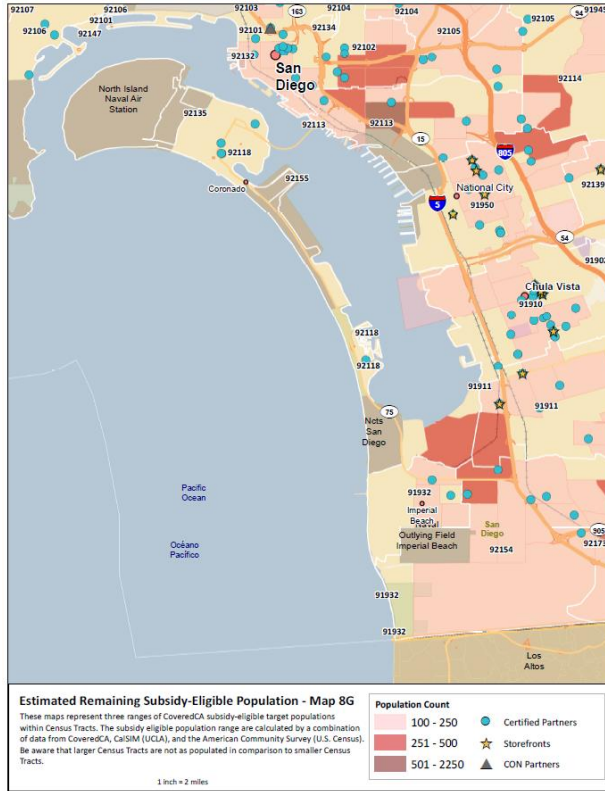 92107
92106
92103
163
92104
92104
94
9194
92101
92106
92147
92101
92134
92105
92105
92132
92102
San
Diego
North Island
Naval Air
Station
92114
92135
92113
92113
15
92118
805
92155
Coronado
National City
91950
92139
5
54
9190
Chula Vista
91910
92118
92118
91911
75
91911
Ncts
San
Diego
Pacific
Ocean
91932
Imperial
Beach
Naval
Outlying Field
Imperial Beach
San
Diego
905
92173
92154
Océano
Pacífico
91932
91932
Los
Altos
Estimated Remaining Subsidy-Eligible Population - Map 8G
These maps represent three ranges of CoveredCA subsidy-eligible target populations
within Census Tracts. The subsidy eligible population range are calculated by a combination
of data from CoveredCA, CalSIM (UCLA), and the American Community Survey (U.S. Census).
Be aware that larger Census Tracts are not as populated in comparison to smaller Census
Tracts.
1 inch = 2 miles
Population Count
100 - 250
251 - 500
501 - 2250
Certified Partners
Storefronts
CON Partners